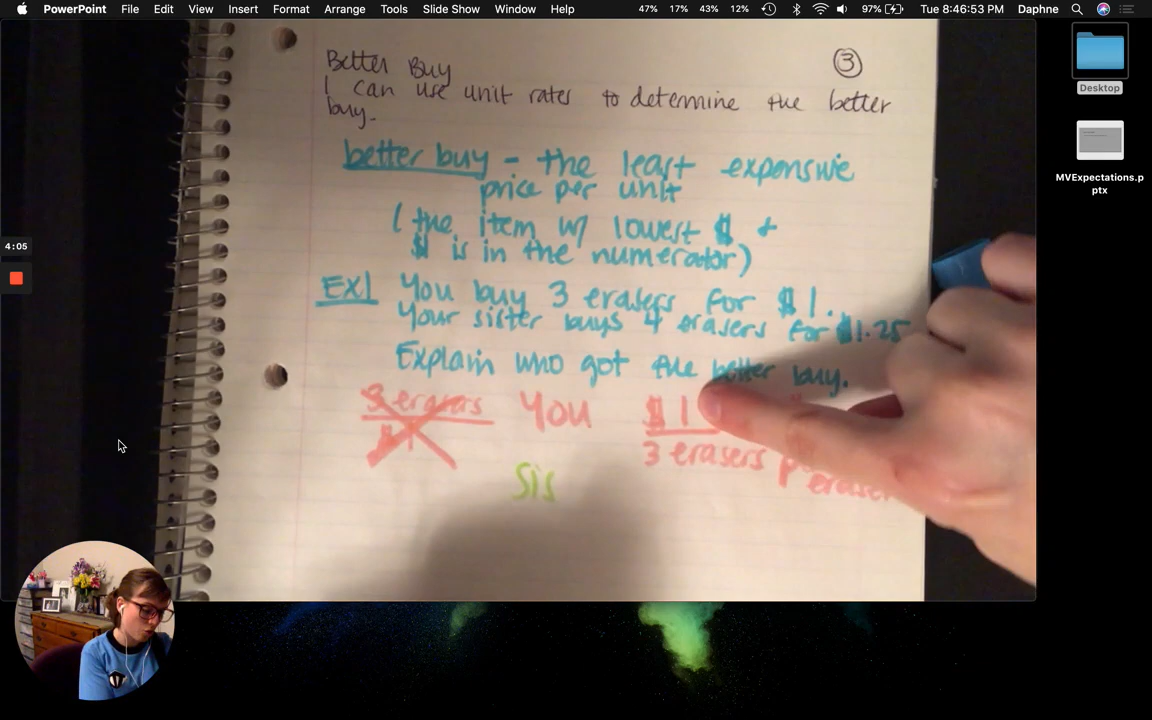 PowerPoint File Edit View Insert Format Arrange Tools Slide Show Window Help 47% 17% 43% 12% 97% Tue 8:46:53 PM Daphne
Better Buy
3
I can use unit rates to determine the better
buy.
better buy - the least expensive
price per unit
(the item w/ lowest $ +
$ is in the numerator)
EX1 You buy 3 erasers for $1.
Your sister buys 4 erasers for $1.25
Explain who got the better buy.
3 erasers You $1
3 erasers
eraser
Sis
4:05
Desktop
MVExpectations.p
ptx